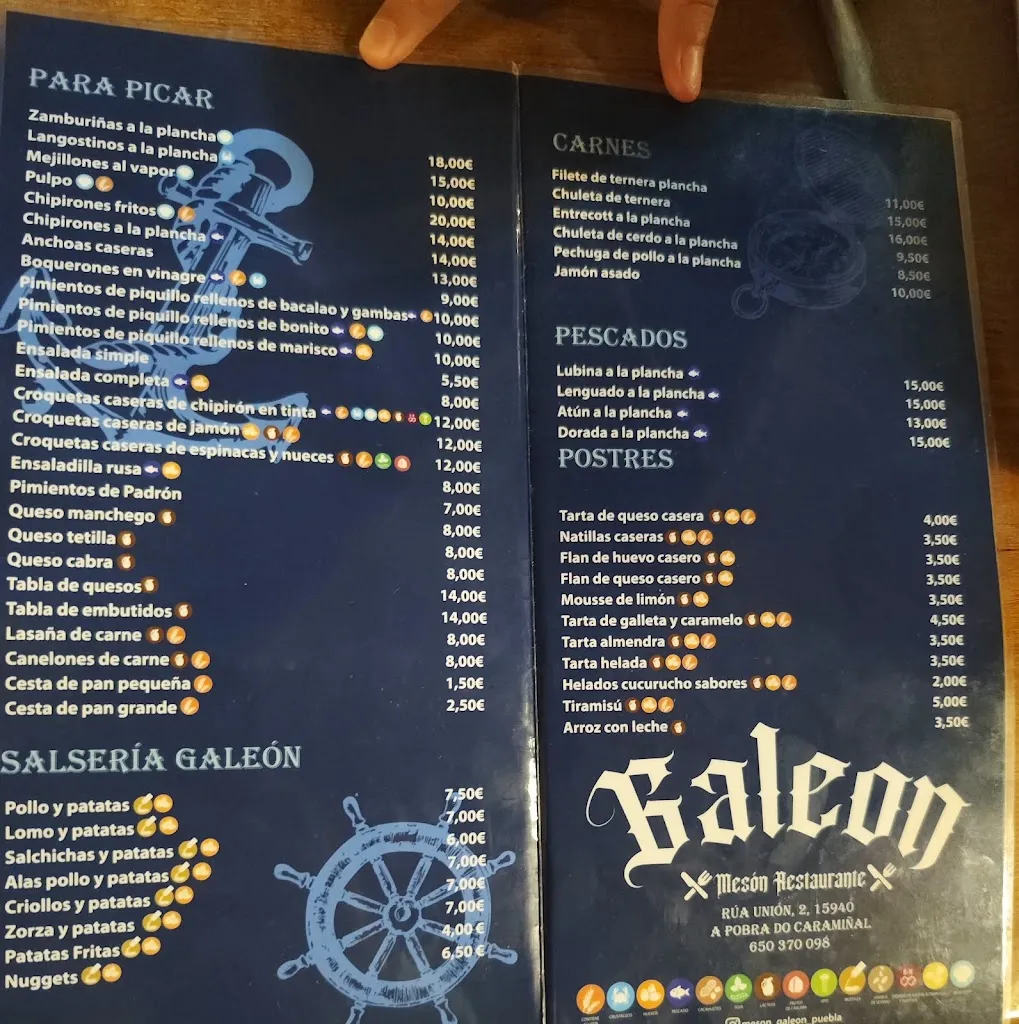 PARA PICAR
Zamburiñas a la plancha 18,00€
Langostinos a la plancha 15,00€
Mejillones al vapor 10,00€
Pulpo 20,00€
Chipirones fritos 14,00€
Chipirones a la plancha 14,00€
Anchoas caseras 13,00€
Boquerones en vinagre 9,00€
Pimientos de piquillo rellenos de bacalao y gambas 10,00€
Pimientos de piquillo rellenos de bonito 10,00€
Pimientos de piquillo rellenos de marisco 10,00€
Ensalada simple 5,50€
Ensalada completa 8,00€
Croquetas caseras de chipirón en tinta 12,00€
Croquetas caseras de jamón 12,00€
Croquetas caseras de espinacas y nueces 12,00€
Ensaladilla rusa 8,00€
Pimientos de Padrón 7,00€
Queso manchego 8,00€
Queso tetilla 8,00€
Queso cabra 8,00€
Tabla de quesos 14,00€
Tabla de embutidos 14,00€
Lasaña de carne 8,00€
Canelones de carne 8,00€
Cesta de pan pequeña 1,50€
Cesta de pan grande 2,50€
SALSERÍA GALEÓN
Pollo y patatas 7,50€
Lomo y patatas 7,00€
Salchichas y patatas 6,00€
Alas pollo y patatas 7,00€
Criollos y patatas 7,00€
Zorza y patatas 7,00€
Patatas Fritas 4,00€
Nuggets 6,50€
CARNES
Filete de ternera plancha 11,00€
Chuleta de ternera 15,00€
Entrecott a la plancha 16,00€
Chuleta de cerdo a la plancha 9,50€
Pechuga de pollo a la plancha 8,50€
Jamón asado 10,00€
PESCADOS
Lubina a la plancha 15,00€
Lenguado a la plancha 15,00€
Atún a la plancha 13,00€
Dorada a la plancha 15,00€
POSTRES
Tarta de queso casera 4,00€
Natillas caseras 3,50€
Flan de huevo casero 3,50€
Flan de queso casero 3,50€
Mousse de limón 3,50€
Tarta de galleta y caramelo 4,50€
Tarta almendra 3,50€
Tarta helada 3,50€
Helados cucurucho sabores 2,00€
Tiramisú 5,00€
Arroz con leche 3,50€
Galeon
Mesón Restaurante
RÚA UNIÓN, 2, 15940
A POBRA DO CARAMIÑAL
650 370 098
meson_galeon_puebla